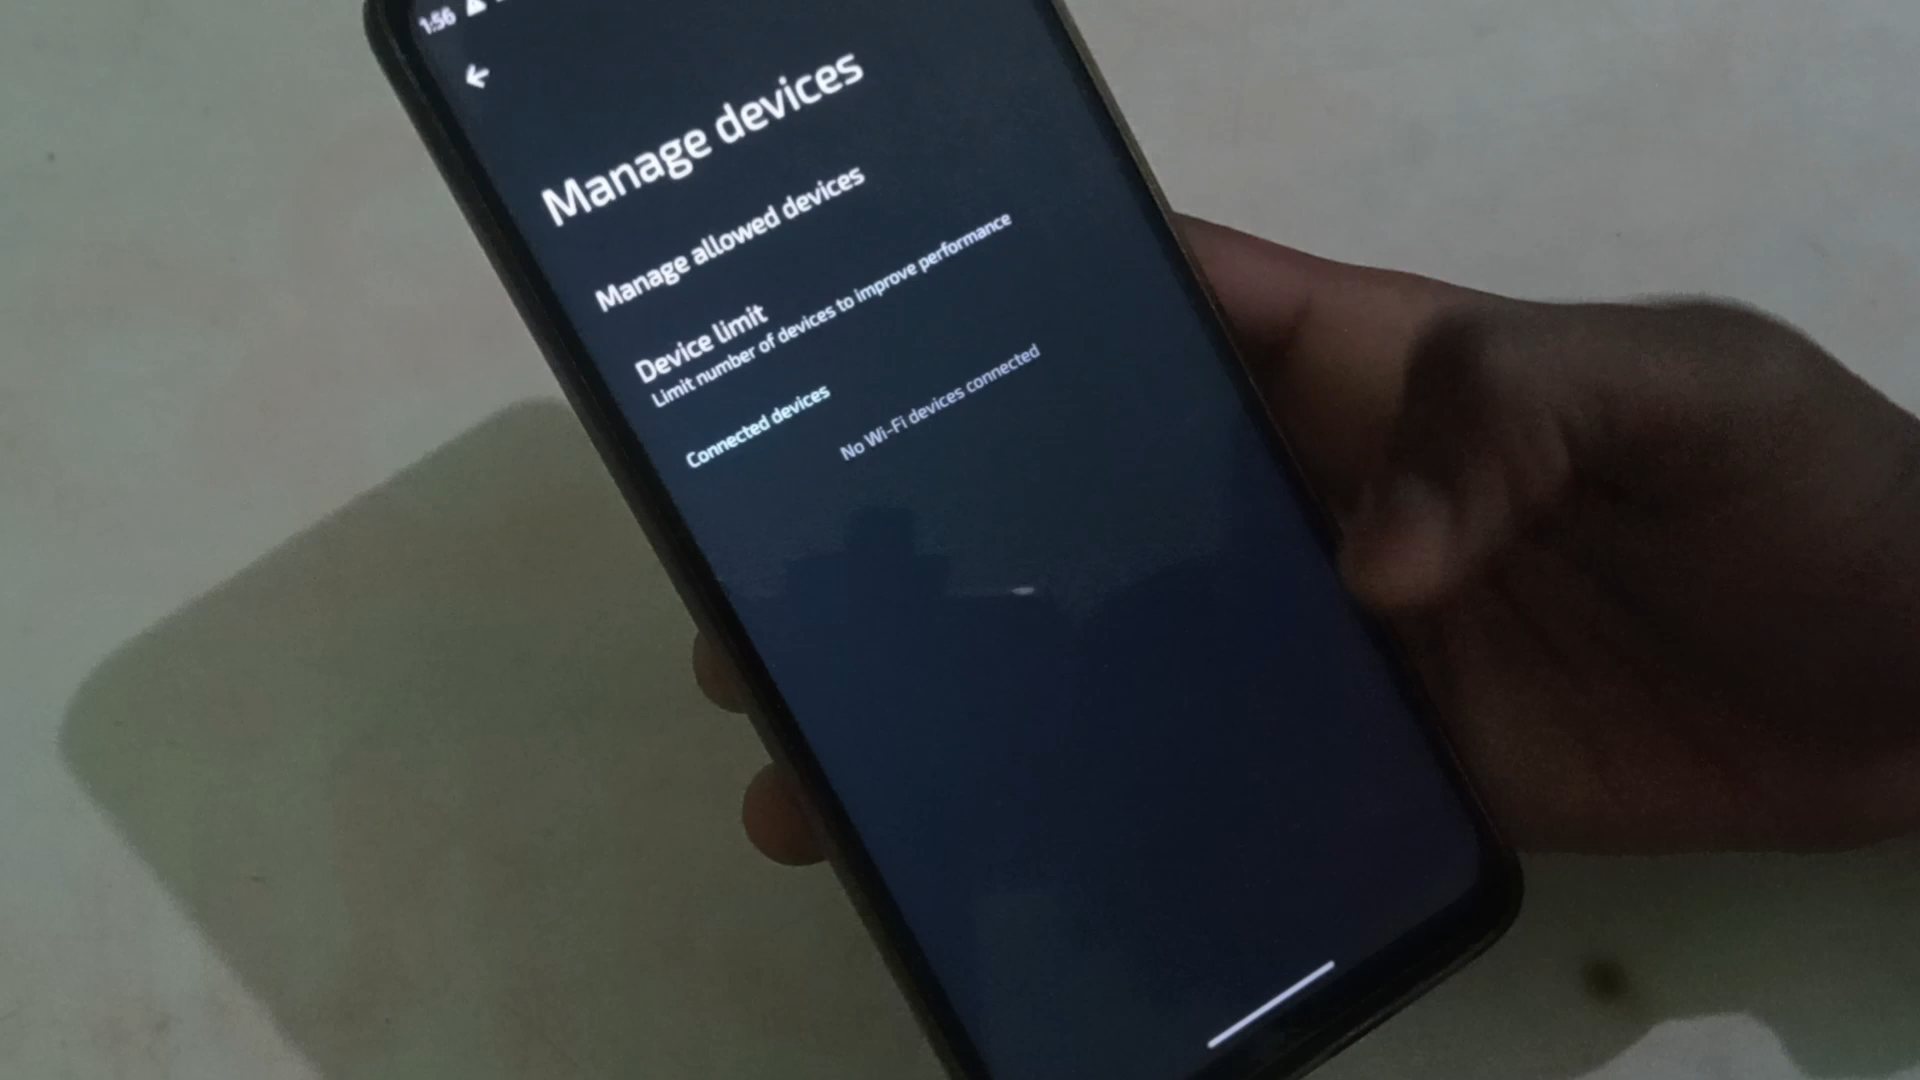 1:56
Manage devices
Manage allowed devices
Device limit
Limit number of devices to improve performance
Connected devices
No Wi-Fi devices connected